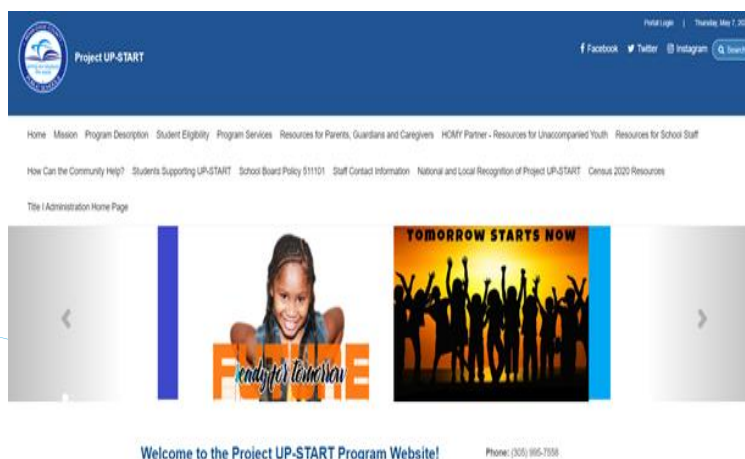 Portal Login | Thursday, May 7, 20
Project UP-START
Facebook Twitter Instagram Search
Home Mission Program Description Student Eligibility Program Services Resources for Parents, Guardians and Caregivers HOMY Partner - Resources for Unaccompanied Youth Resources for School Staff
How Can the Community Help? Students Supporting UP-START School Board Policy 5111.01 Staff Contact Information National and Local Recognition of Project UP-START Census 2020 Resources
Title I Administration Home Page
TOMORROW STARTS NOW
FUTURE
Ready for tomorrow
Welcome to the Project UP-START Program Website!
Phone: (305) 995-7558